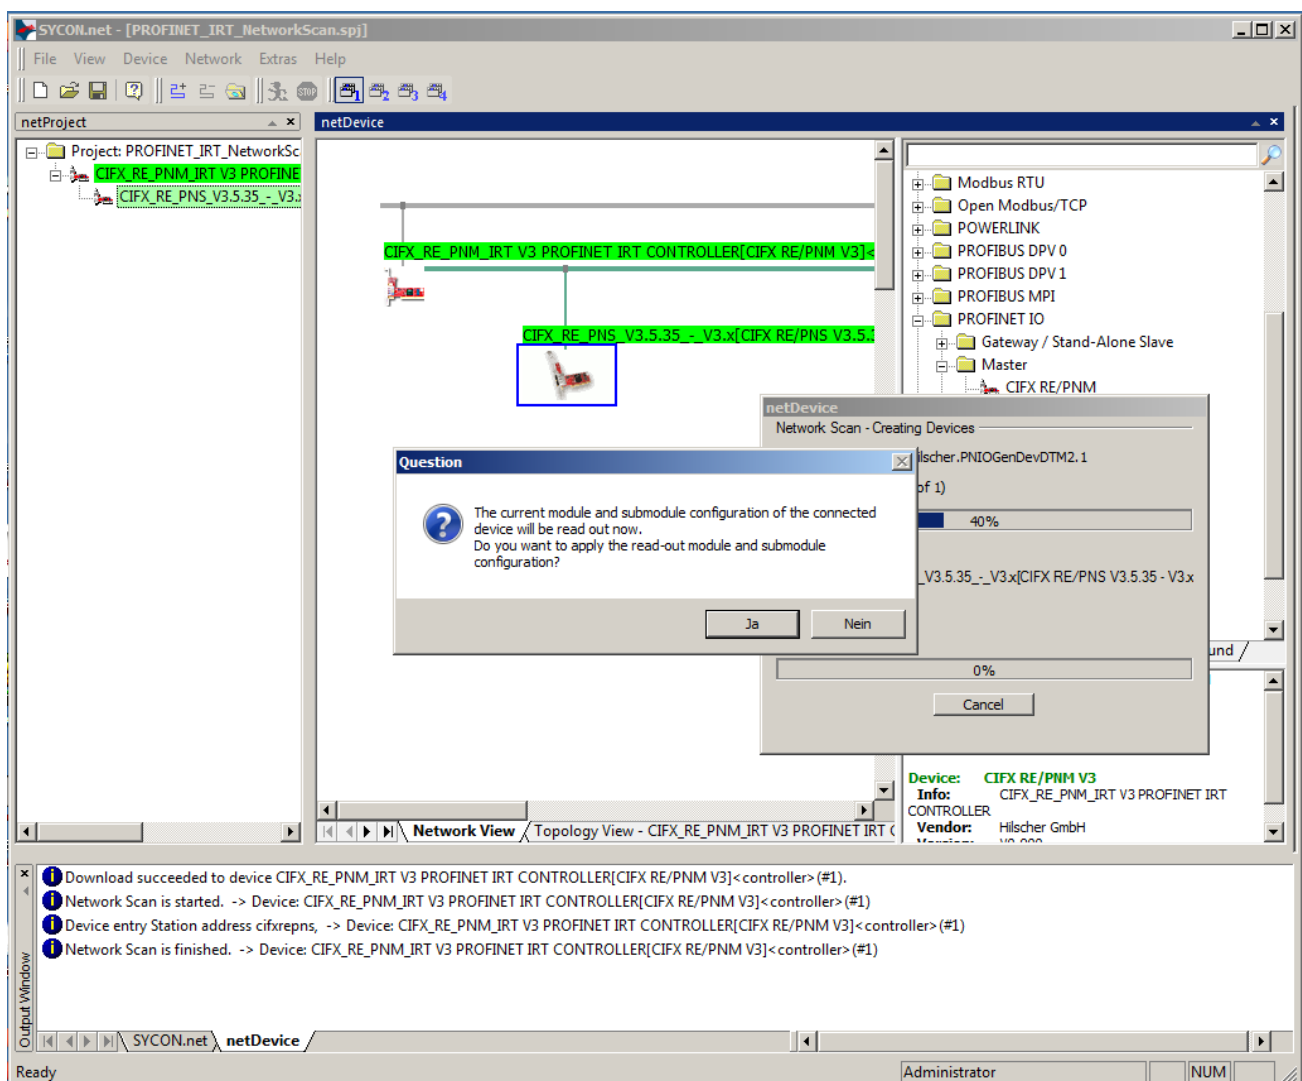 SYCON.net - [PROFINET_IRT_NetworkScan.spj]
File View Device Network Extras Help
netProject
netDevice
Project: PROFINET_IRT_NetworkSc
CIFX_RE_PNM_IRT V3 PROFINE
CIFX_RE_PNS_V3.5.35_-_V3.
CIFX_RE_PNM_IRT V3 PROFINET IRT CONTROLLER[CIFX RE/PNM V3]<
CIFX_RE_PNS_V3.5.35_-_V3.x[CIFX RE/PNS V3.5.
Modbus RTU
Open Modbus/TCP
POWERLINK
PROFIBUS DPV0
PROFIBUS DPV1
PROFIBUS MPI
PROFINET IO
Gateway / Stand-Alone Slave
Master
CIFX RE/PNM
netDevice
Network Scan - Creating Devices
ilscher.PNIOGenDevDTM2.1
of 1)
40%
_V3.5.35_-_V3.x[CIFX RE/PNS V3.5.35 - V3.x
0%
Cancel
Question
The current module and submodule configuration of the connected
device will be read out now.
Do you want to apply the read-out module and submodule
configuration?
Ja Nein
und
Device: CIFX RE/PNM V3
Info: CIFX_RE_PNM_IRT V3 PROFINET IRT
CONTROLLER
Vendor: Hilscher GmbH
Network View Topology View - CIFX_RE_PNM_IRT V3 PROFINET IRT
Download succeeded to device CIFX_RE_PNM_IRT V3 PROFINET IRT CONTROLLER[CIFX RE/PNM V3]<controller>(#1).
Network Scan is started. -> Device: CIFX_RE_PNM_IRT V3 PROFINET IRT CONTROLLER[CIFX RE/PNM V3]<controller>(#1)
Device entry Station address cifxrepns, -> Device: CIFX_RE_PNM_IRT V3 PROFINET IRT CONTROLLER[CIFX RE/PNM V3]<controller>(#1)
Network Scan is finished. -> Device: CIFX_RE_PNM_IRT V3 PROFINET IRT CONTROLLER[CIFX RE/PNM V3]<controller>(#1)
Output Window
SYCON.net netDevice
Ready
Administrator
NUM